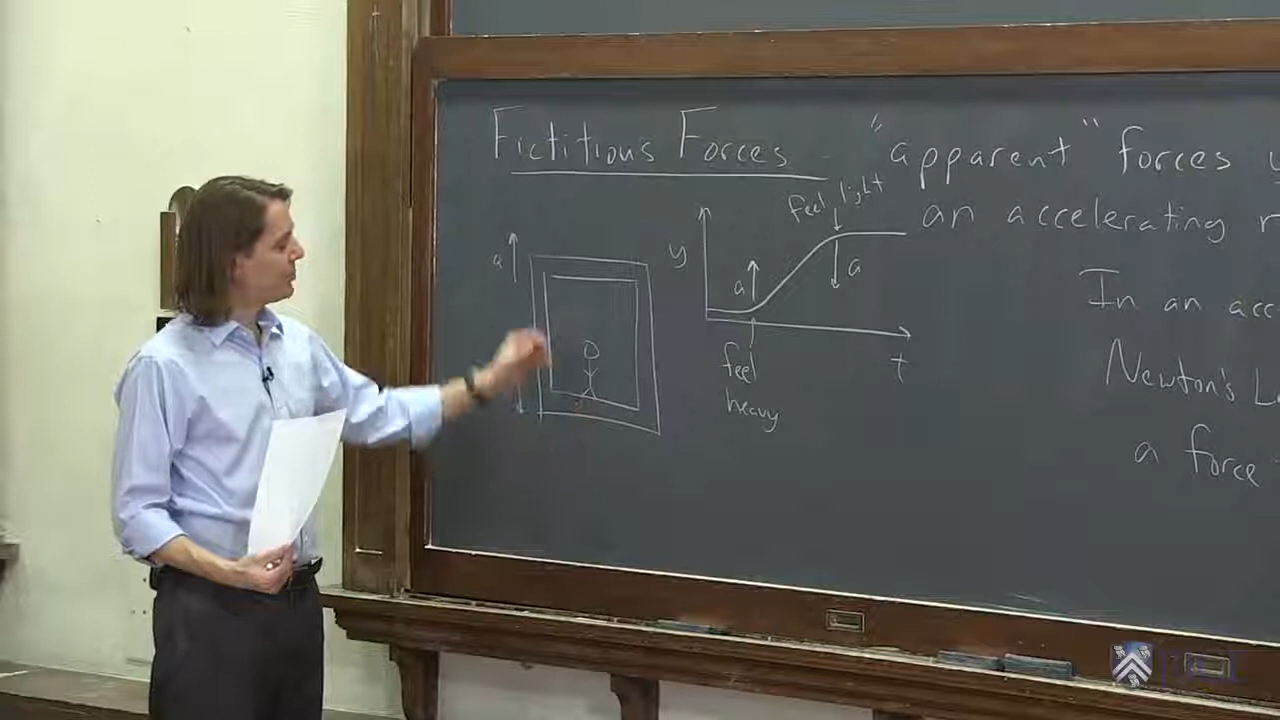 Fictitious Forces - "apparent" forces
an accelerating
feel light
a
y
a
a
t
feel
heavy
In an acc
Newton's L
a force